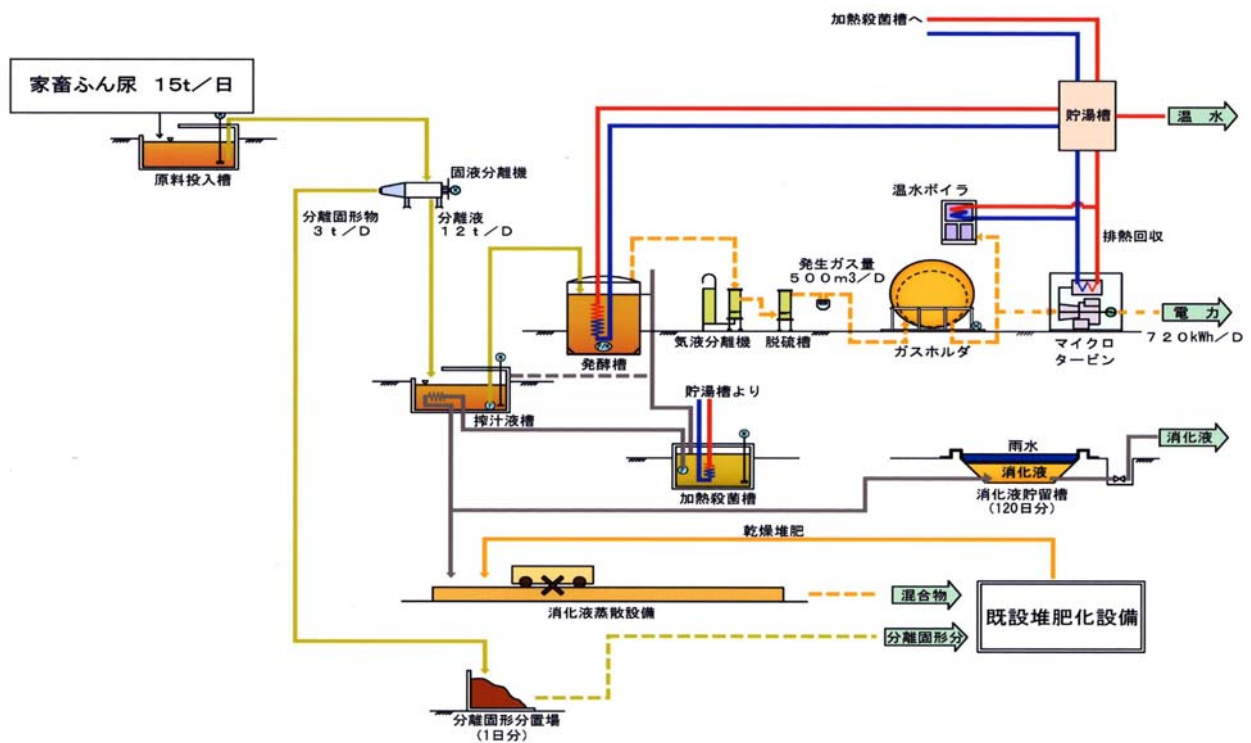 加熱殺菌槽へ
家畜ふん尿 15t/日
貯湯槽
温 水
原料投入槽
固液分離機
温水ボイラ
分離固形物
3t/D
分離液
12t/D
排熱回収
発生ガス量
500m3/D
電 力
720kWh/D
気液分離機
脱硫槽
ガスホルダ
マイクロ
タービン
発酵槽
搾汁液槽
貯湯槽より
消化液
雨水
消化液
加熱殺菌槽
消化液貯留槽
(120日分)
乾燥堆肥
混合物
消化液蒸散設備
既設堆肥化設備
分離固形分
分離固形分置場
(1日分)